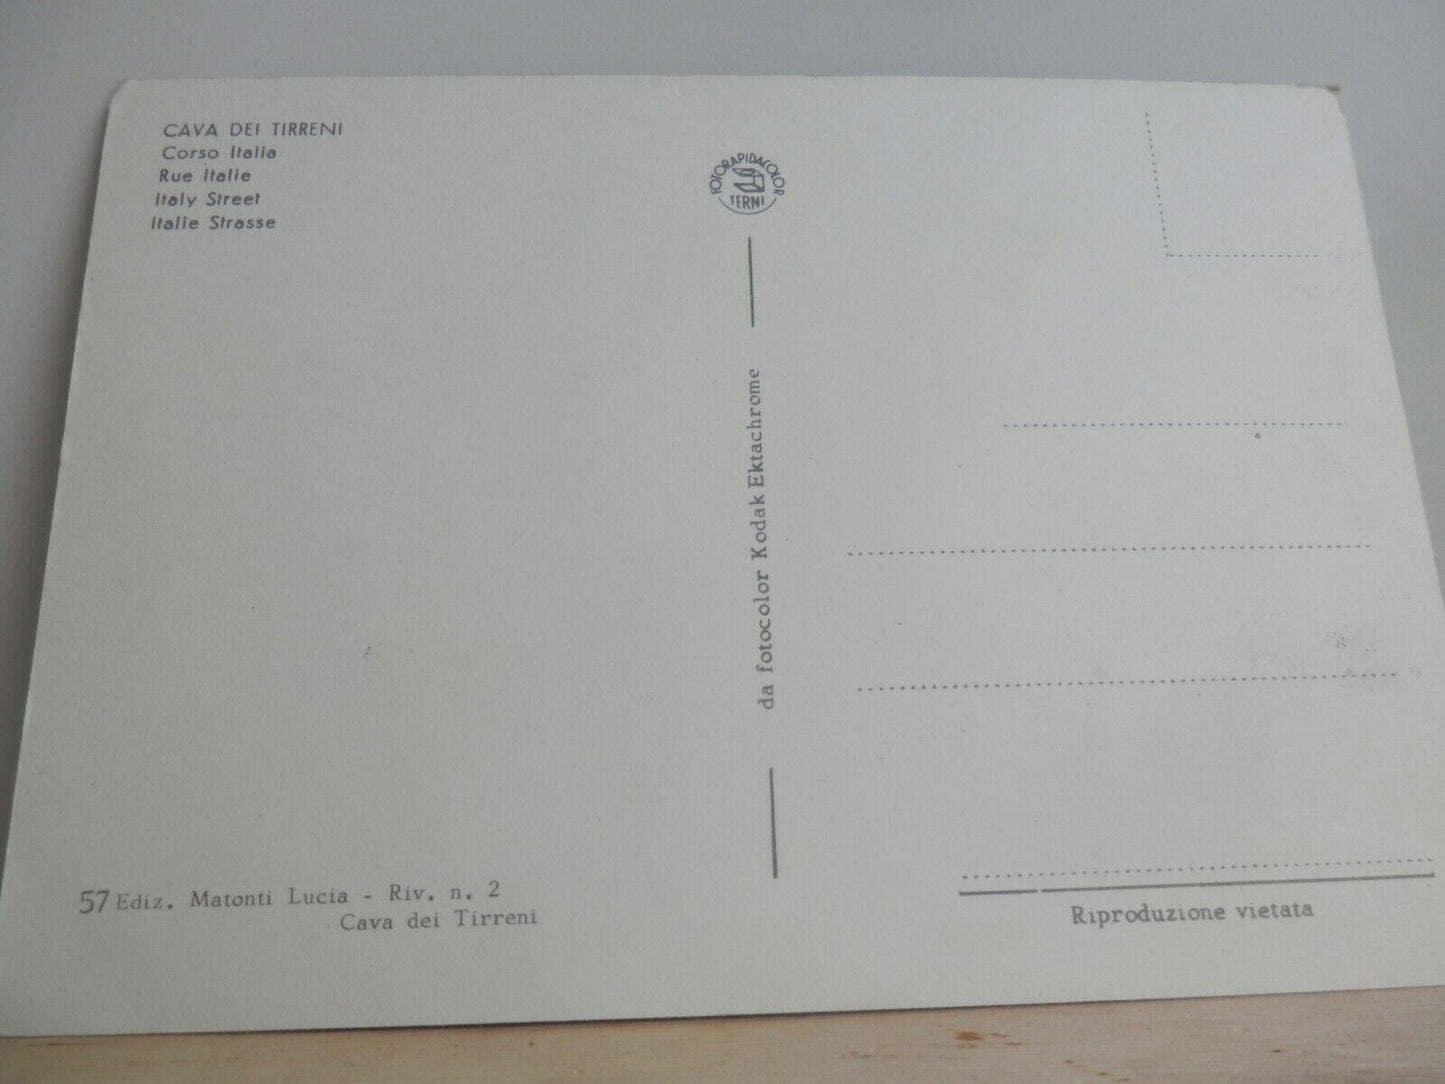 CAVA DEI TIRRENI
Corso Italia
Rue Italie
Italy Street
Italie Strasse
FOTORAPIDACOLOR
TERNI
da fotocolor Kodak Ektachrome
57 Ediz. Matonti Lucia - Riv. n. 2
Cava dei Tirreni
Riproduzione vietata